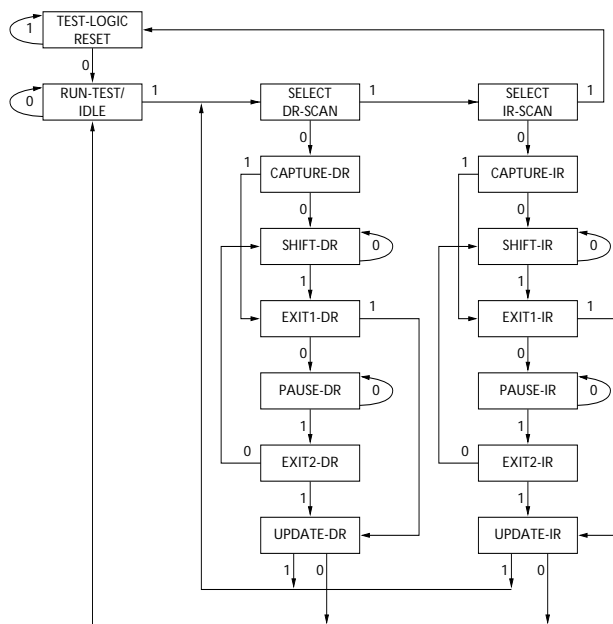 TEST-LOGIC
RESET
1
0
RUN-TEST/
IDLE
0
1
SELECT
DR-SCAN
1
SELECT
IR-SCAN
1
0
0
CAPTURE-DR
1
CAPTURE-IR
1
0
0
SHIFT-DR
0
SHIFT-IR
0
1
1
EXIT1-DR
1
EXIT1-IR
1
0
0
PAUSE-DR
0
PAUSE-IR
0
1
1
EXIT2-DR
0
EXIT2-IR
0
1
1
UPDATE-DR
UPDATE-IR
1
0
1
0